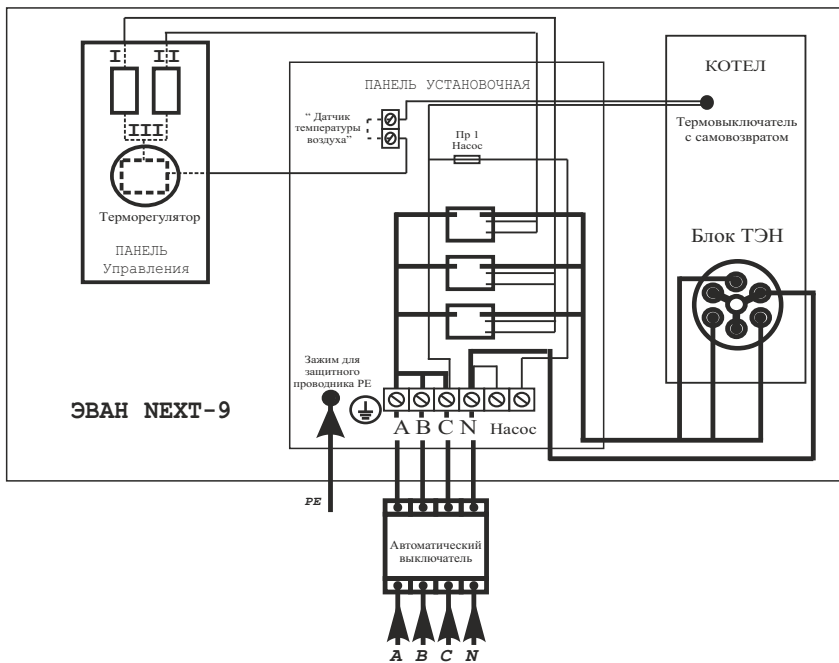 I II
III
Терморегулятор
ПАНЕЛЬ
Управления
ПАНЕЛЬ УСТАНОВОЧНАЯ
“ Датчик
температуры
воздуха”
Пр 1
Насос
КОТЕЛ
Термовыключатель
с самовозвратом
Блок ТЭН
Зажим для
защитного
проводника PE
ЭВАН NEXT-9
A B C N Насос
PE
Автоматический
выключатель
A B C N